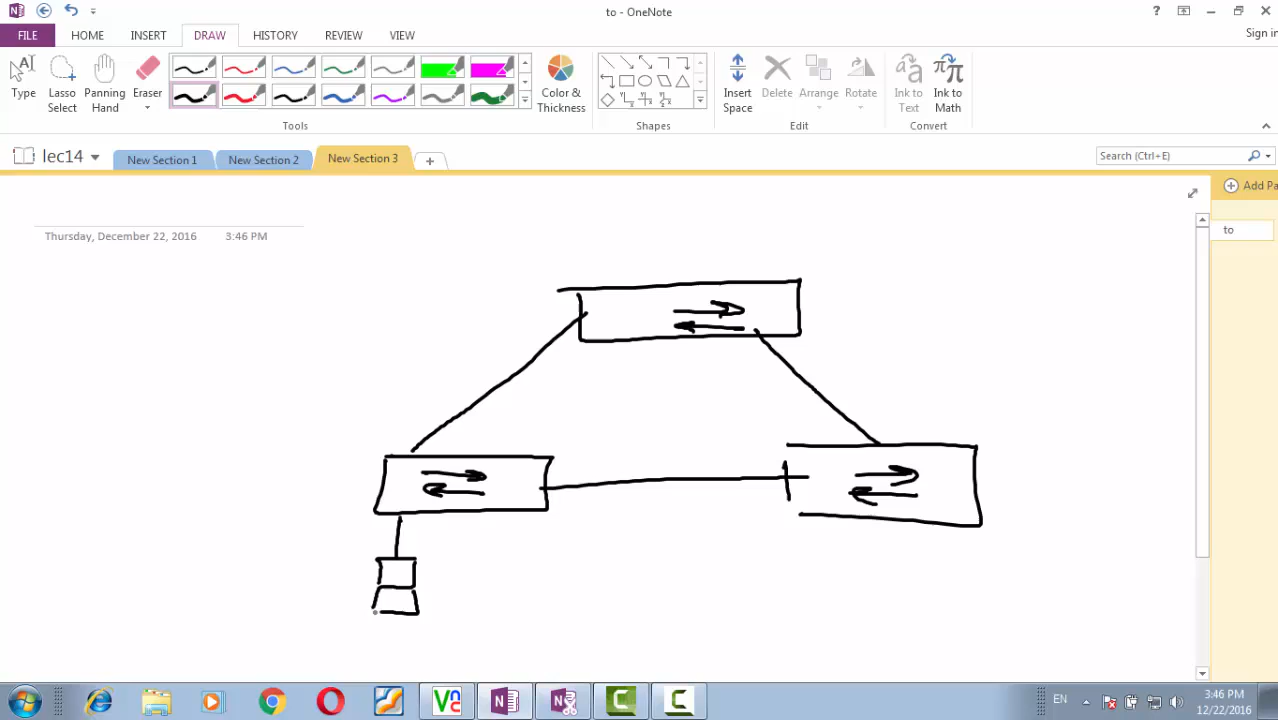 to - OneNote
?
Sign in
FILE HOME INSERT DRAW HISTORY REVIEW VIEW
Type
Lasso Select
Panning Hand
Eraser
Color & Thickness
Insert Space
Delete
Arrange
Rotate
Ink to Text
Ink to Math
Tools
Shapes
Edit
Convert
lec14
New Section 1
New Section 2
New Section 3
Search (Ctrl+E)
Add Pa
Thursday, December 22, 2016 3:46 PM
to
EN
3:46 PM
12/22/2016